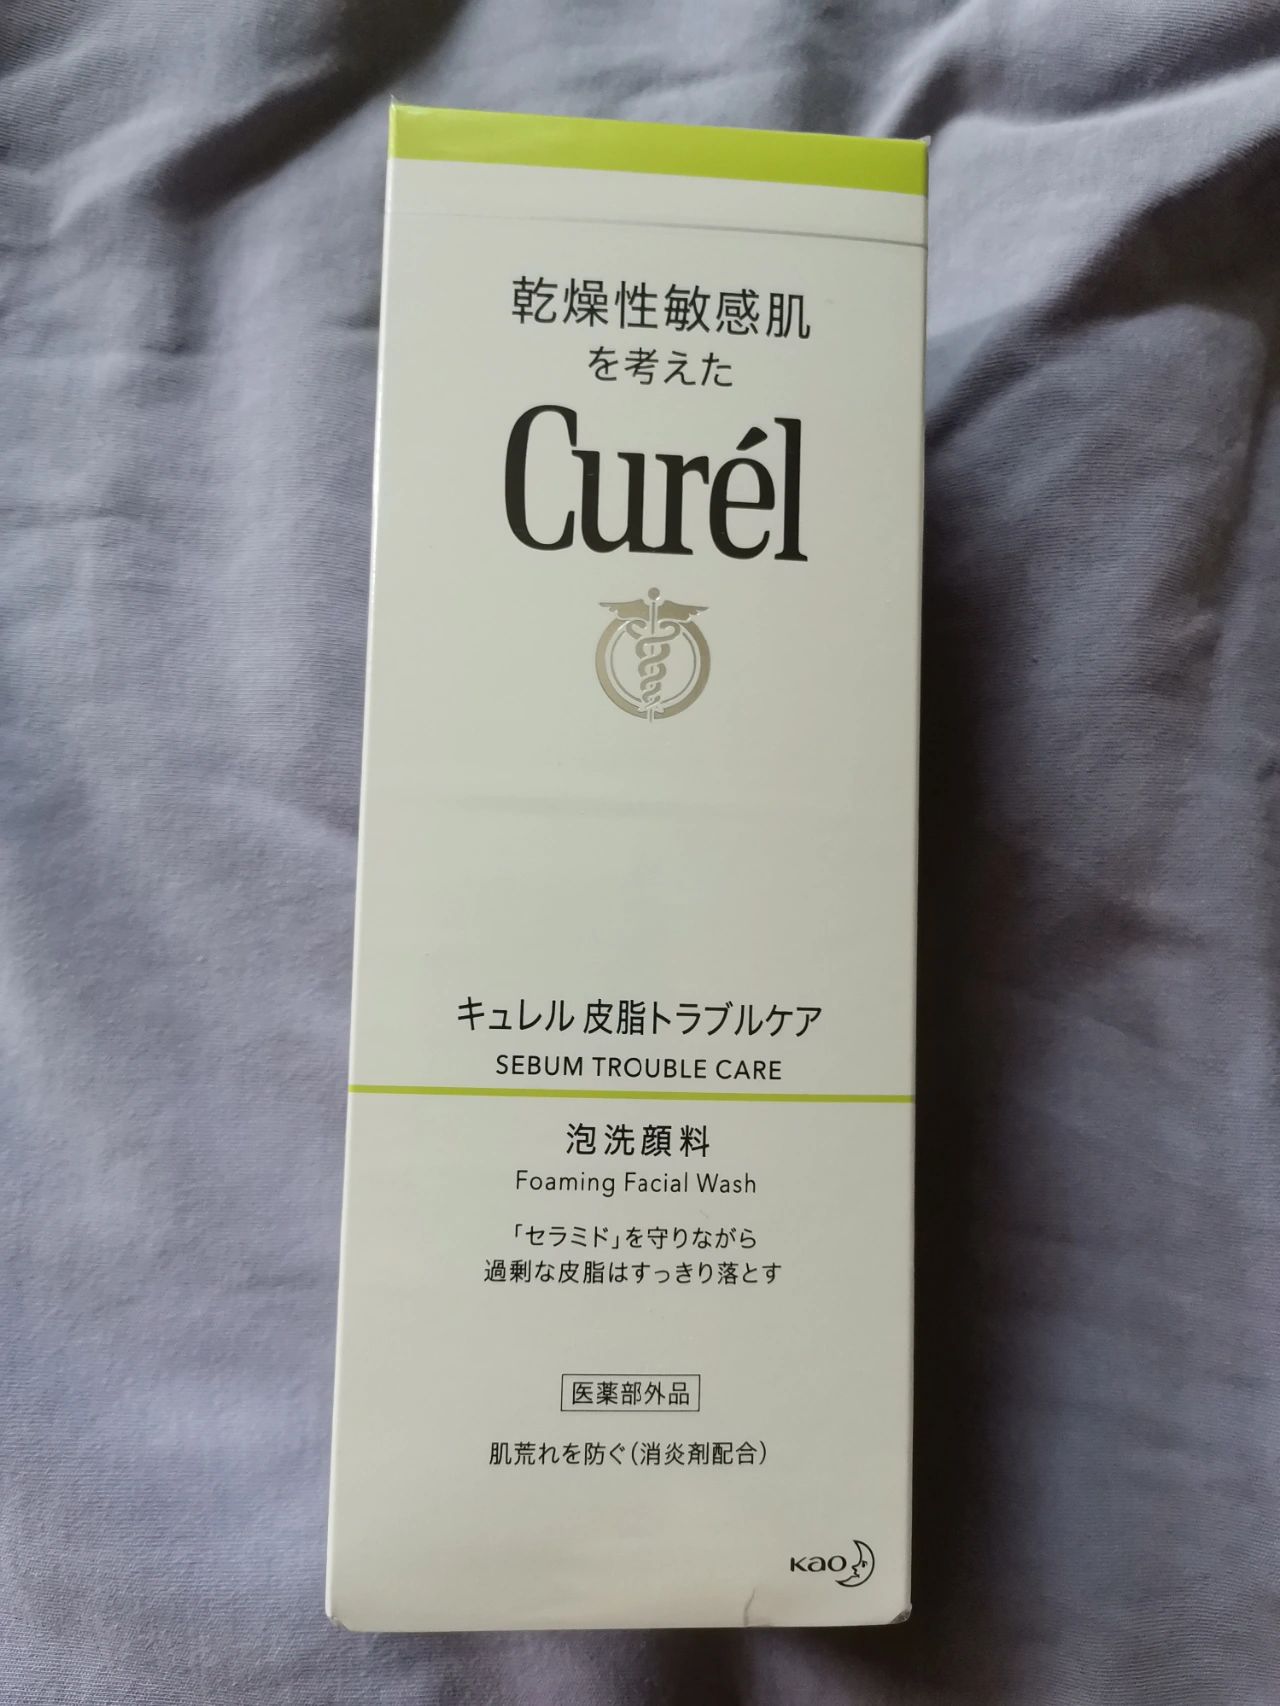 乾燥性敏感肌
を考えた
Curél
キュレル 皮脂トラブルケア
SEBUM TROUBLE CARE
泡洗顔料
Foaming Facial Wash
「セラミド」を守りながら
過剰な皮脂はすっきり落とす
医薬部外品
肌荒れを防ぐ（消炎剤配合）
kao